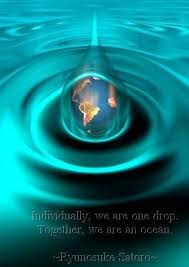 Individually, we are one drop.
Together, we are an ocean.
~Ryunosuke Satoro~